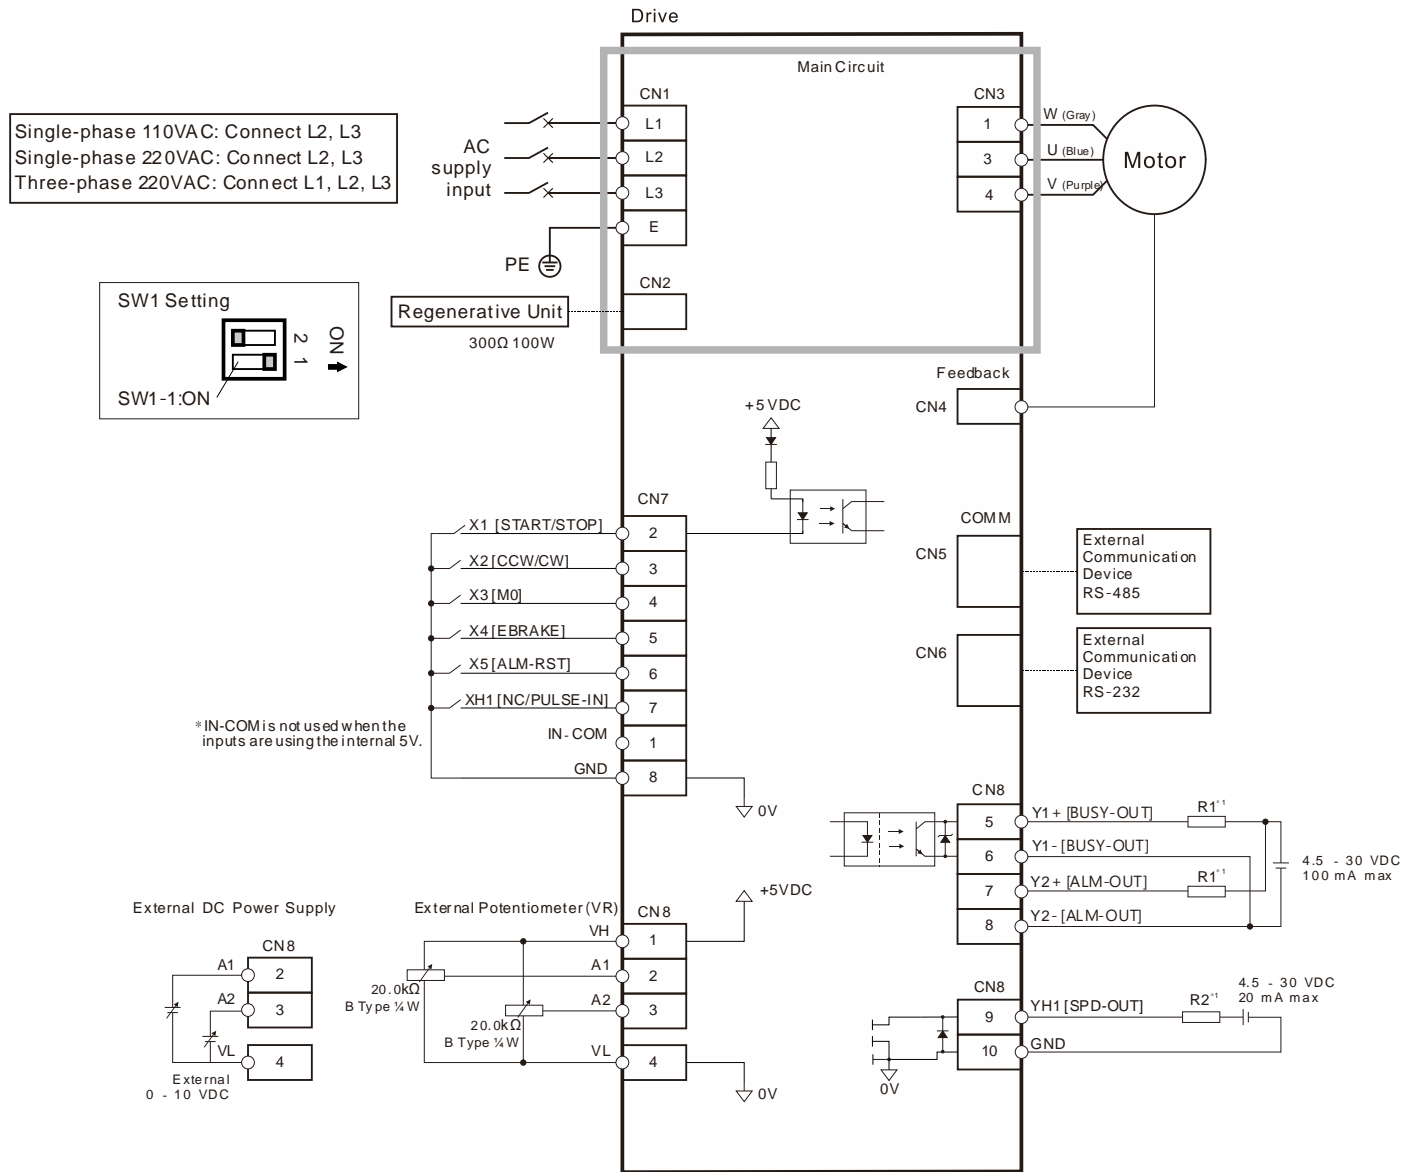 Drive
Main Circuit
Single-phase 110VAC: Connect L2, L3
Single-phase 220VAC: Connect L2, L3
Three-phase 220VAC: Connect L1, L2, L3
AC
supply
input
CN1
L1
L2
L3
E
PE
CN2
Regenerative Unit
300Ω 100W
CN3
1
3
4
W (Gray)
U (Blue)
V (Purple)
Motor
SW1 Setting
2
1
ON
SW1-1:ON
Feedback
CN4
+5VDC
CN7
X1 [START/STOP]
2
X2 [CCW/CW]
3
X3 [M0]
4
X4 [EBRAKE]
5
X5 [ALM-RST]
6
XH1 [NC/PULSE-IN]
7
IN-COM
1
GND
8
0V
*IN-COM is not used when the
inputs are using the internal 5V.
COMM
CN5
External
Communication
Device
RS-485
CN6
External
Communication
Device
RS-232
CN8
5
Y1+ [BUSY-OUT]
R1*1
6
Y1- [BUSY-OUT]
7
Y2+ [ALM-OUT]
R1*1
8
Y2- [ALM-OUT]
4.5 - 30 VDC
100 mA max
External DC Power Supply
CN8
A1
2
A2
3
VL
4
External
0 - 10 VDC
External Potentiometer (VR)
CN8
VH
1
A1
2
A2
3
VL
4
20.0kΩ
B Type ¼W
20.0kΩ
B Type ¼W
+5VDC
0V
CN8
9
YH1 [SPD-OUT]
R2*1
4.5 - 30 VDC
20 mA max
10
GND
0V